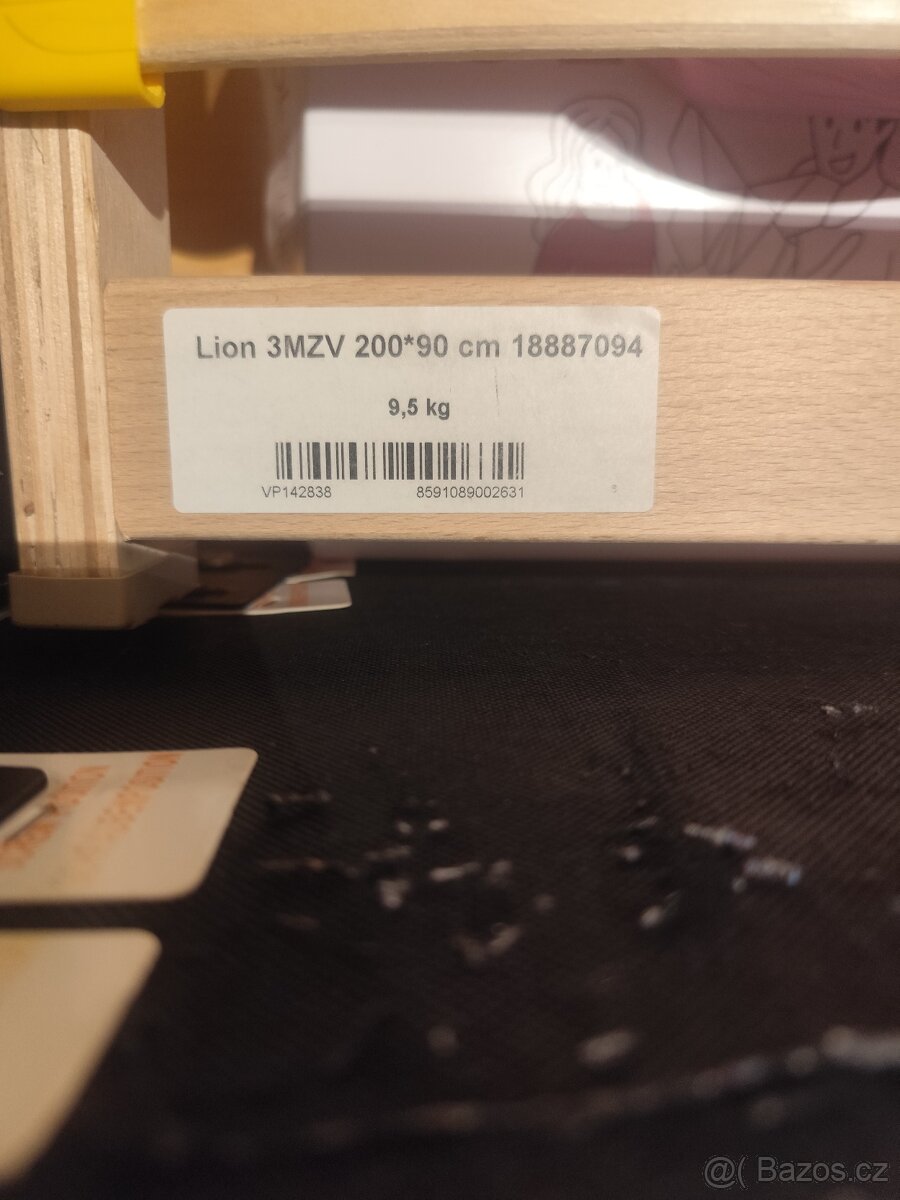 Lion 3MZV 200*90 cm 18887094
9,5 kg
VP142838 8591089002631
@( Bazos.cz